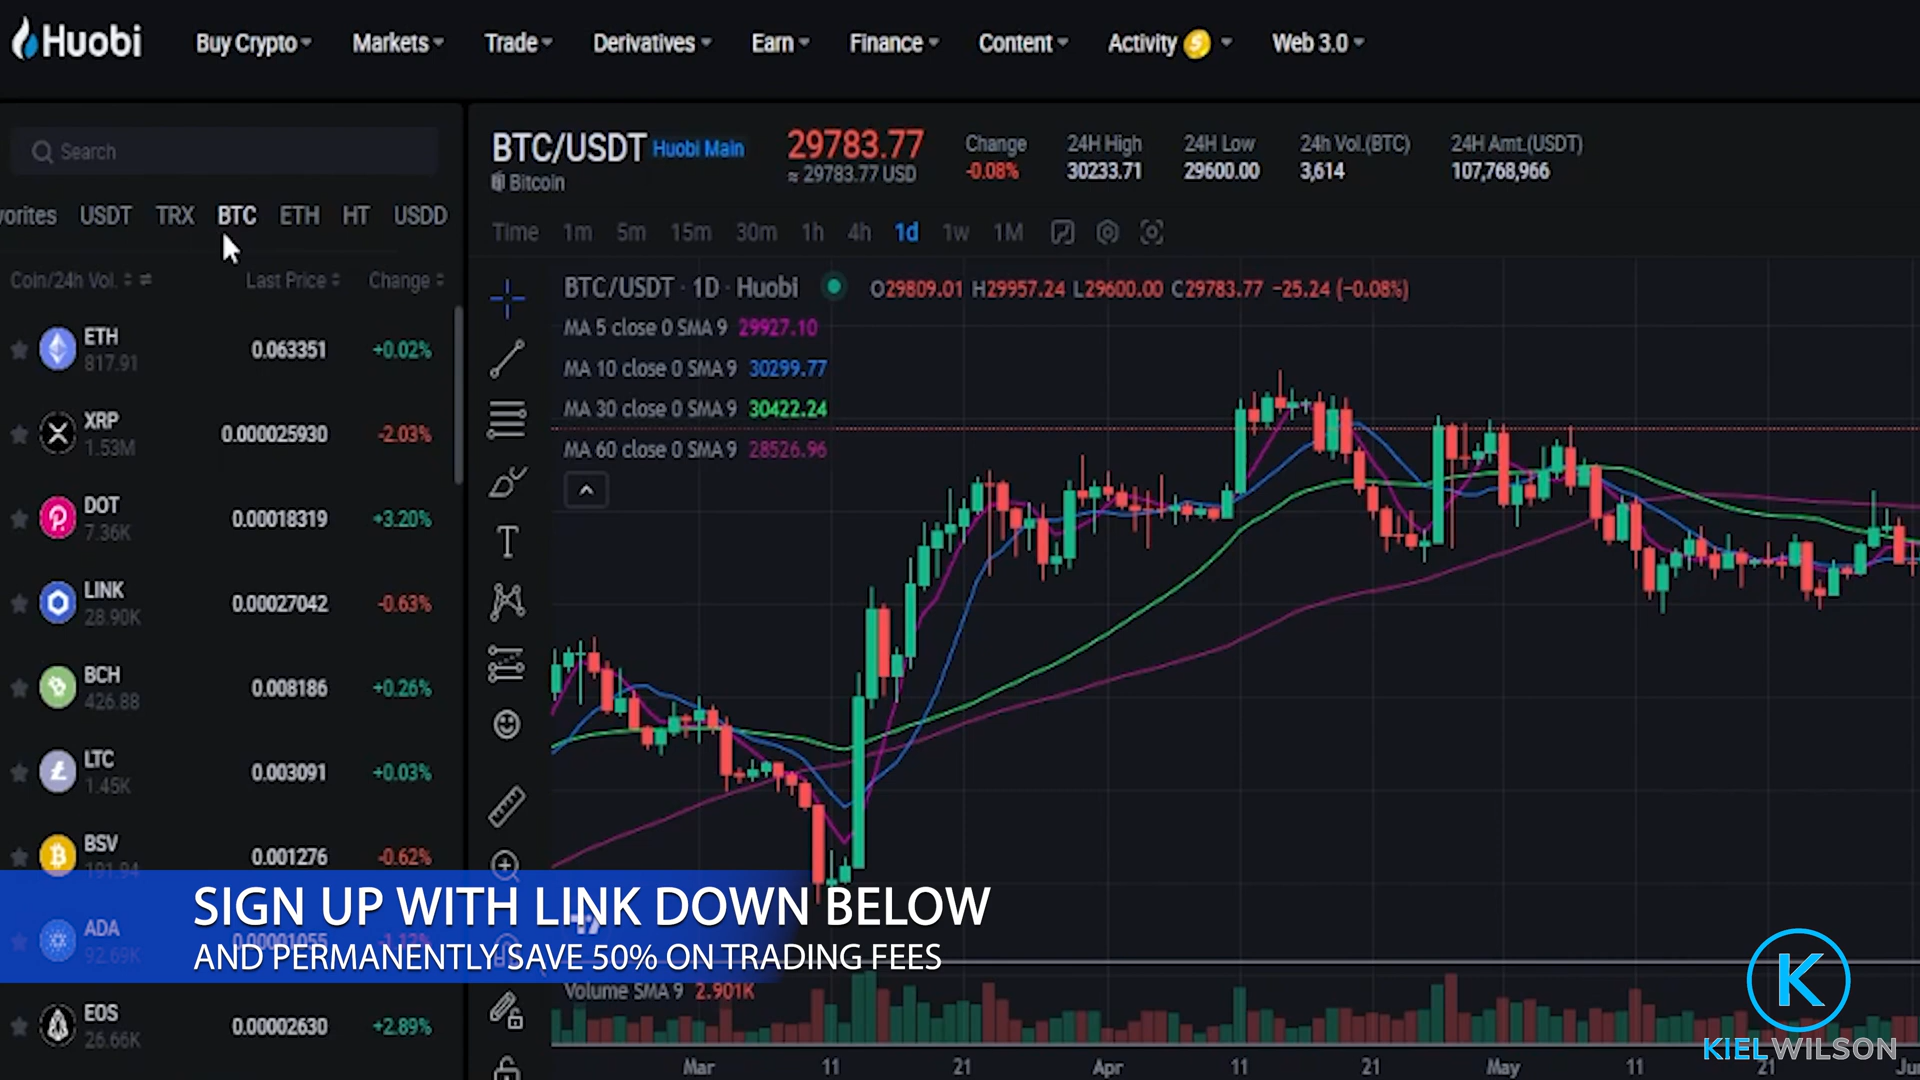 Huobi
Buy Crypto Markets Trade Derivatives Earn Finance Content Activity Web 3.0
Search
vorites USDT TRX BTC ETH HT USDD
Coin/24h Vol. Last Price Change
ETH 0.063351 +0.02%
817.91
XRP 0.000025930 -2.03%
1.53M
DOT 0.00018319 +3.20%
7.36K
LINK 0.00027042 -0.63%
28.90K
BCH 0.008186 +0.26%
426.88
LTC 0.003091 +0.03%
1.45K
BSV 0.001276 -0.62%
191.94
ADA 0.00001055
92.69K
EOS 0.00002630 +2.89%
26.66K
BTC/USDT Huobi Main 29783.77 Change 24H High 24H Low 24h Vol.(BTC) 24H Amt.(USDT)
Bitcoin ≈ 29783.77 USD -0.08% 30233.71 29600.00 3,614 107,768,966
Time 1m 5m 15m 30m 1h 4h 1d 1w 1M
BTC/USDT · 1D · Huobi O29809.01 H29957.24 L29600.00 C29783.77 −25.24 (−0.08%)
MA 5 close 0 SMA 9 29927.10
MA 10 close 0 SMA 9 30299.77
MA 30 close 0 SMA 9 30422.24
MA 60 close 0 SMA 9 28526.96
SIGN UP WITH LINK DOWN BELOW
AND PERMANENTLY SAVE 50% ON TRADING FEES
Volume SMA 9 2.901K
Mar 11 21 Apr 11 21 May 11 21 Ju
K
KIELWILSON